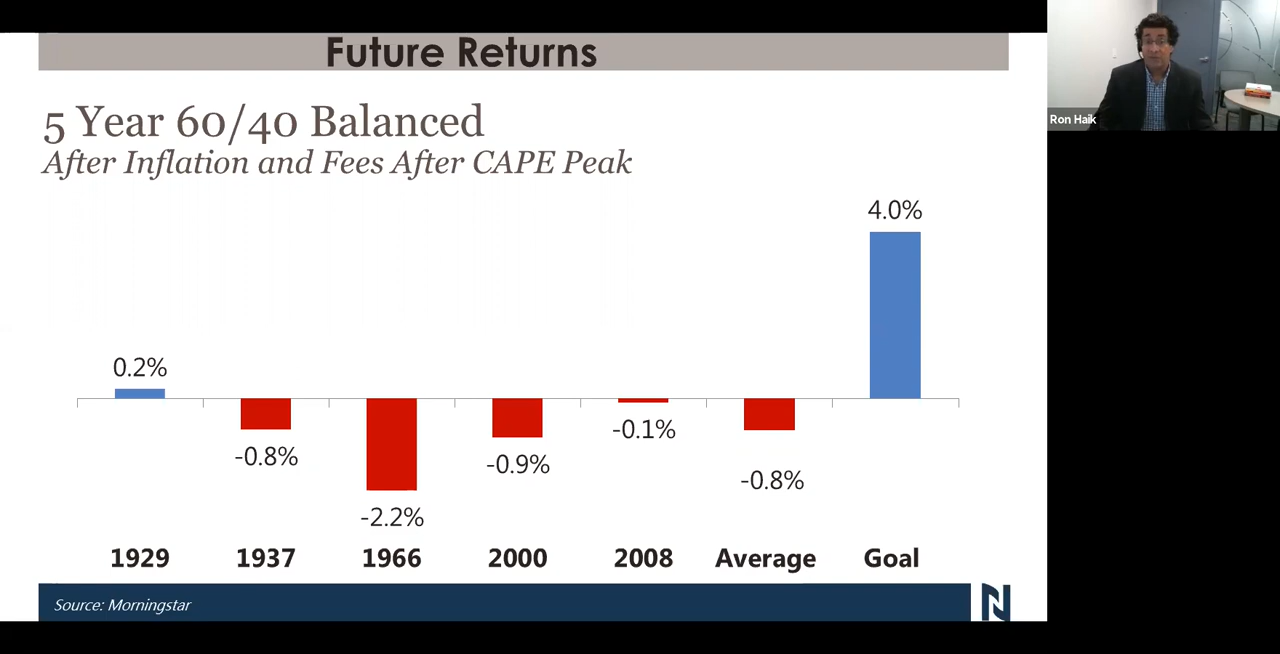 Future Returns
5 Year 60/40 Balanced
After Inflation and Fees After CAPE Peak
4.0%
0.2%
-0.8%
-2.2%
-0.9%
-0.1%
-0.8%
1929 1937 1966 2000 2008 Average Goal
Source: Morningstar
N
Ron Haik